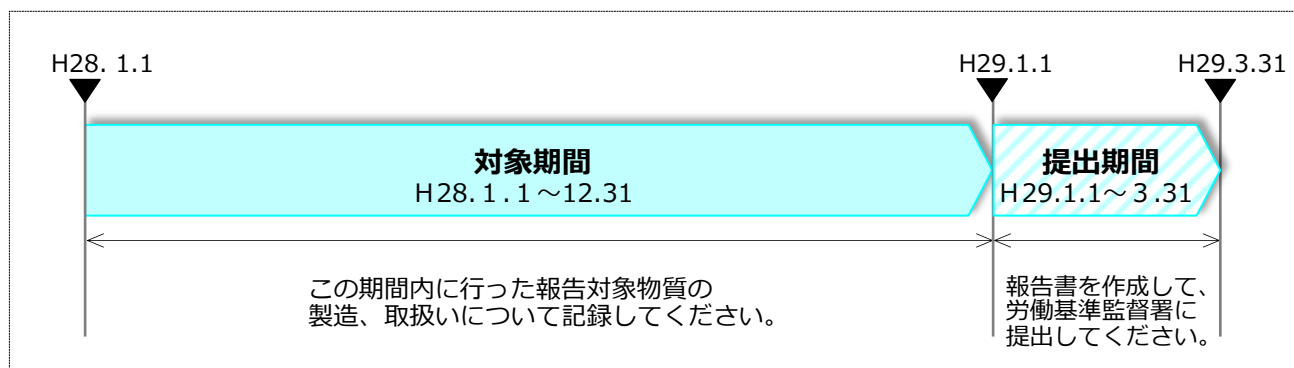 H28. 1.1
H29.1.1
H29.3.31
対象期間
H28.１.１～12.31
提出期間
H29.1.1～３.31
この期間内に行った報告対象物質の
製造、取扱いについて記録してください。
報告書を作成して、
労働基準監督署に
提出してください。